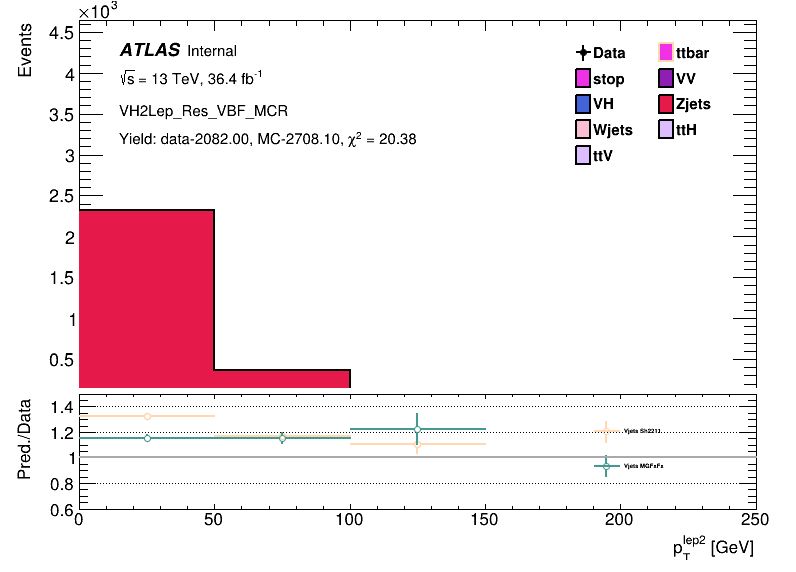 ×10³
Events
4.5
4
3.5
3
2.5
2
1.5
1
0.5
ATLAS Internal
√s = 13 TeV, 36.4 fb⁻¹
VH2Lep_Res_VBF_MCR
Yield: data-2082.00, MC-2708.10, χ² = 20.38
Data
ttbar
stop
VV
VH
Zjets
Wjets
ttH
ttV
Pred./Data
1.4
1.2
1
0.8
0.6
Vjets Sh2211
Vjets MGFxFx
0 50 100 150 200 250
p_T^lep2 [GeV]